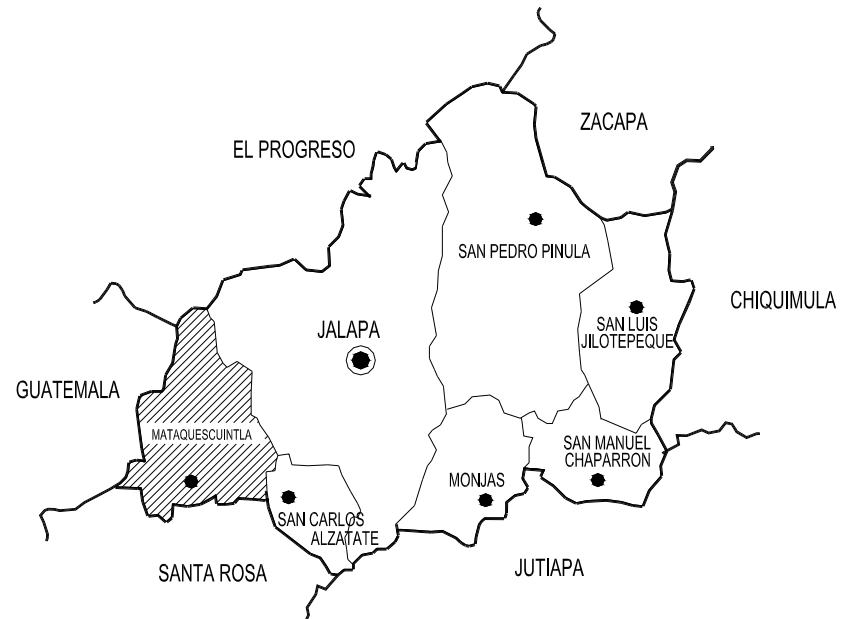 ZACAPA
EL PROGRESO
SAN PEDRO PINULA
CHIQUIMULA
SAN LUIS
JILOTEPEQUE
JALAPA
GUATEMALA
MATAQUESCUINTLA
SAN MANUEL
CHAPARRON
MONJAS
SAN CARLOS
ALZATATE
SANTA ROSA
JUTIAPA